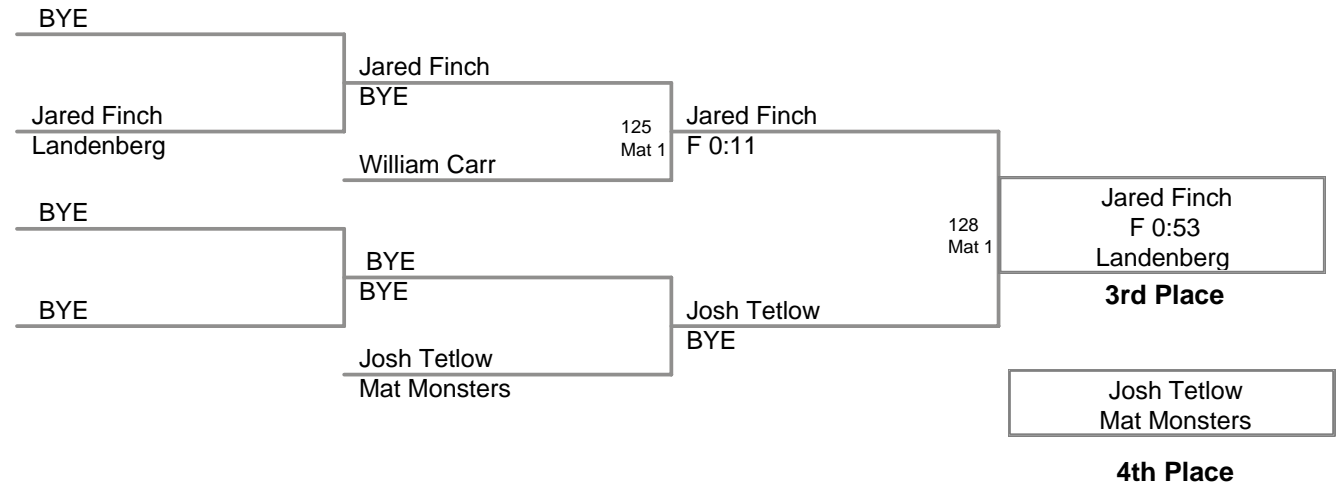 BYE
Jared Finch
BYE
Jared Finch
Landenberg
125
Mat 1
Jared Finch
F 0:11
William Carr
Jared Finch
F 0:53
Landenberg
3rd Place
BYE
128
Mat 1
BYE
BYE
BYE
Josh Tetlow
BYE
Josh Tetlow
Mat Monsters
Josh Tetlow
Mat Monsters
4th Place